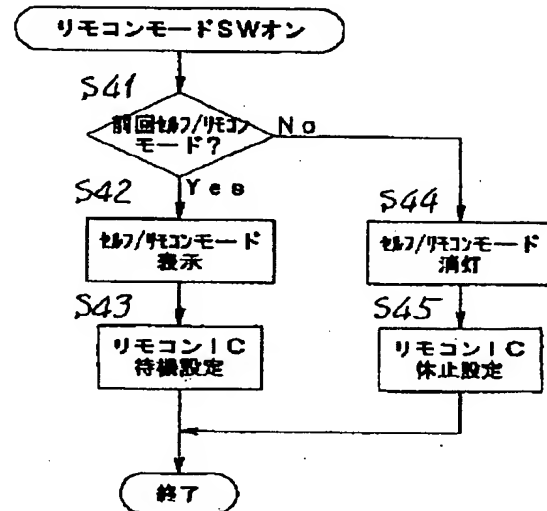 リモコンモードSWオン
S41
前回セルフ/リモコン
モード?
No
Yes
S42
セルフ/リモコンモード
表示
S43
リモコンIC
待機設定
S44
セルフ/リモコンモード
消灯
S45
リモコンIC
休止設定
終了